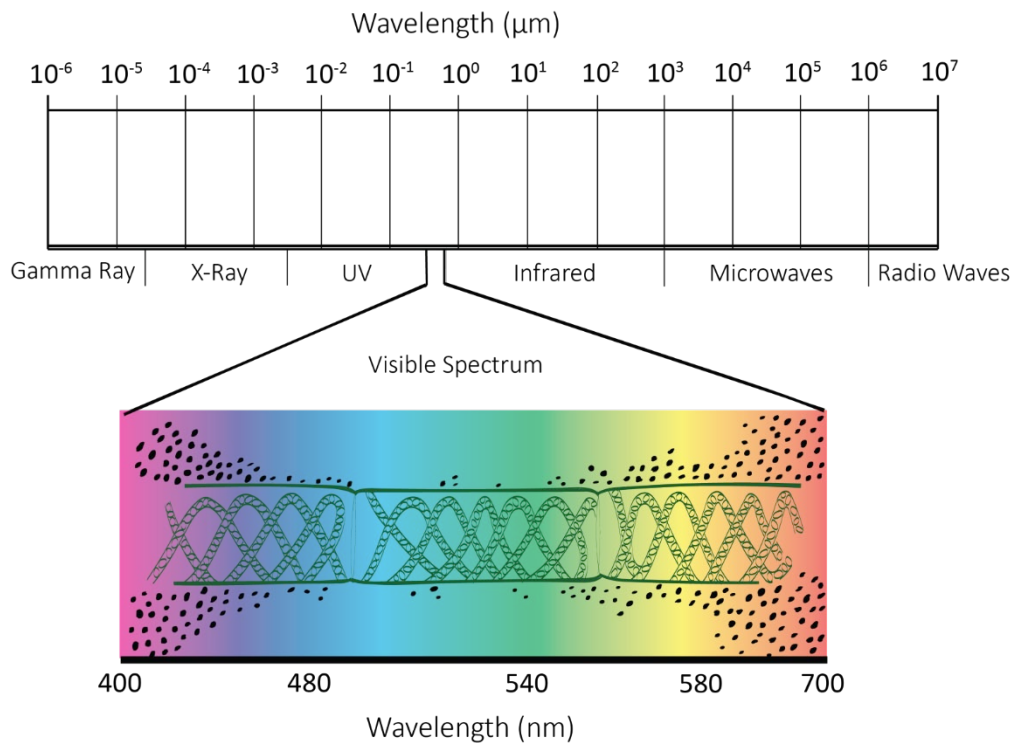 Wavelength (µm)
10⁻⁶ 10⁻⁵ 10⁻⁴ 10⁻³ 10⁻² 10⁻¹ 10⁰ 10¹ 10² 10³ 10⁴ 10⁵ 10⁶ 10⁷
Gamma Ray X-Ray UV Infrared Microwaves Radio Waves
Visible Spectrum
400 480 540 580 700
Wavelength (nm)